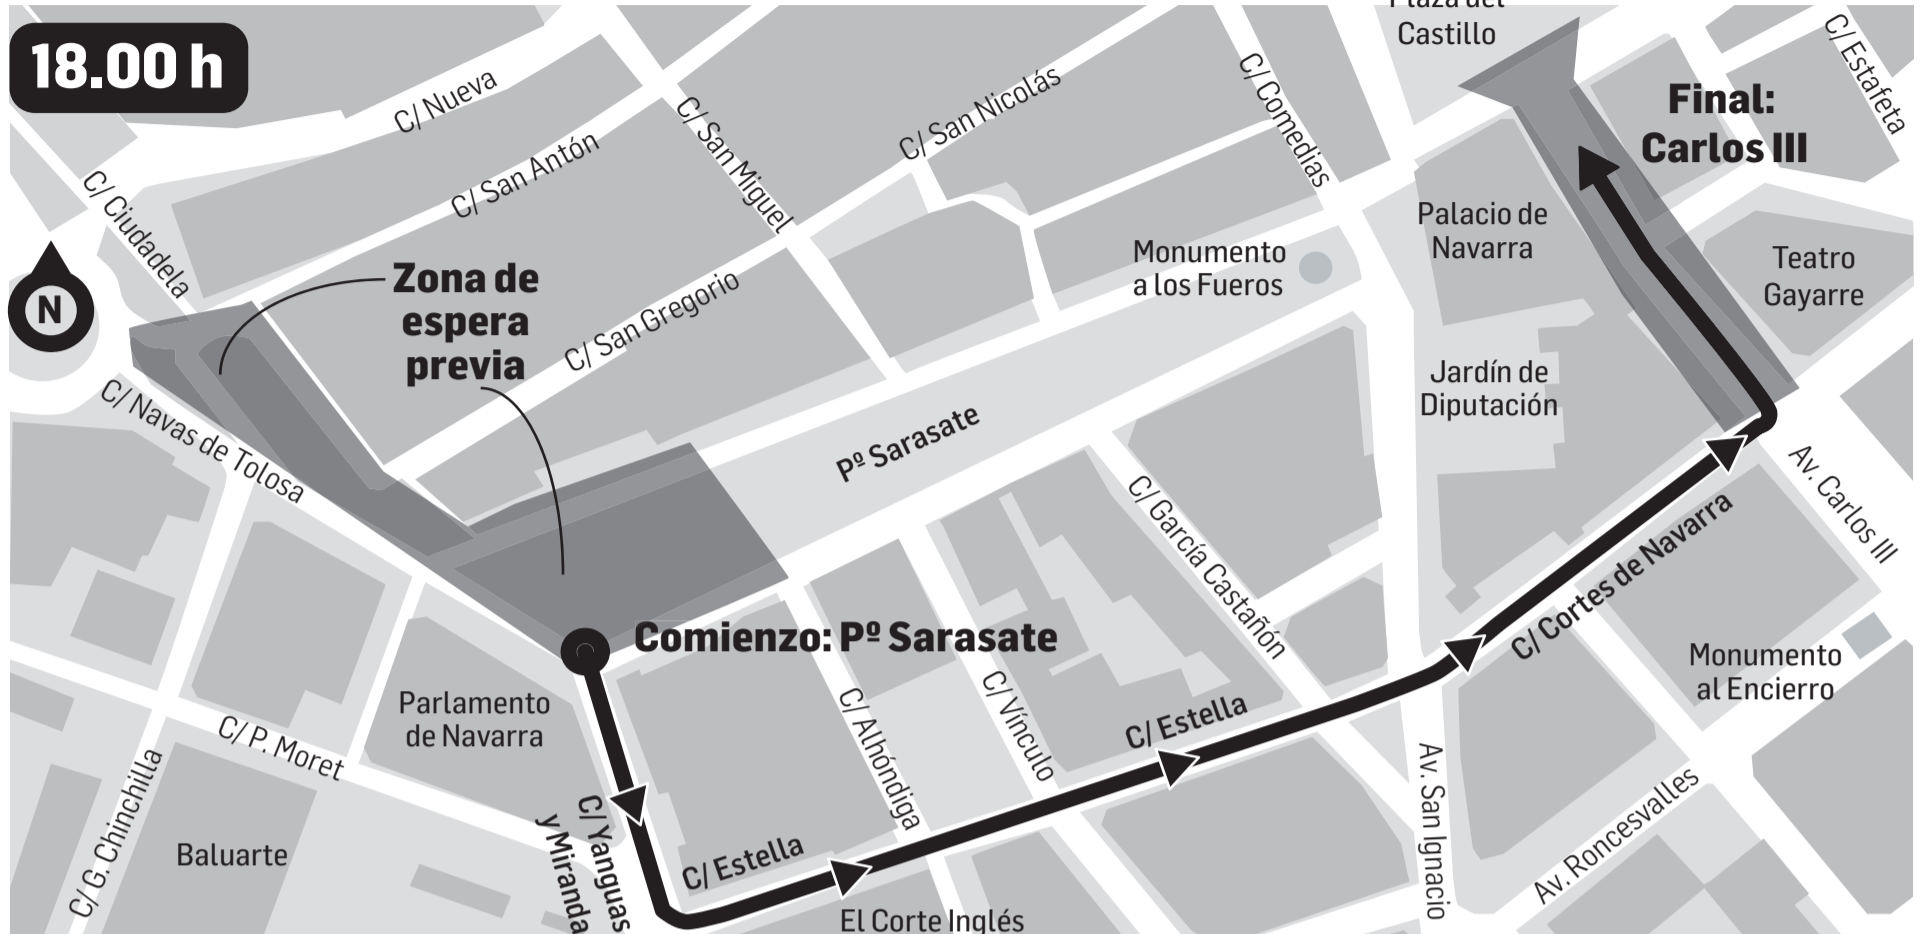 18.00 h
Plaza del
Castillo
C/ Estafeta
C/ Nueva
C/ San Nicolás
C/ Comedias
Final:
Carlos III
C/ San Antón
C/ San Miguel
C/ Ciudadela
Palacio de
Navarra
Monumento
a los Fueros
Teatro
Gayarre
N
Zona de
espera
previa
C/ San Gregorio
Jardín de
Diputación
C/ Navas de Tolosa
Pº Sarasate
Av. Carlos III
C/ García Castañón
C/ Cortes de Navarra
Comienzo: Pº Sarasate
Monumento
al Encierro
Parlamento
de Navarra
C/ P. Moret
C/ Alhóndiga
C/ Vínculo
C/ Estella
Av. San Ignacio
Av. Roncesvalles
C/ G. Chinchilla
Baluarte
C/ Yanguas
y Miranda
C/ Estella
El Corte Inglés